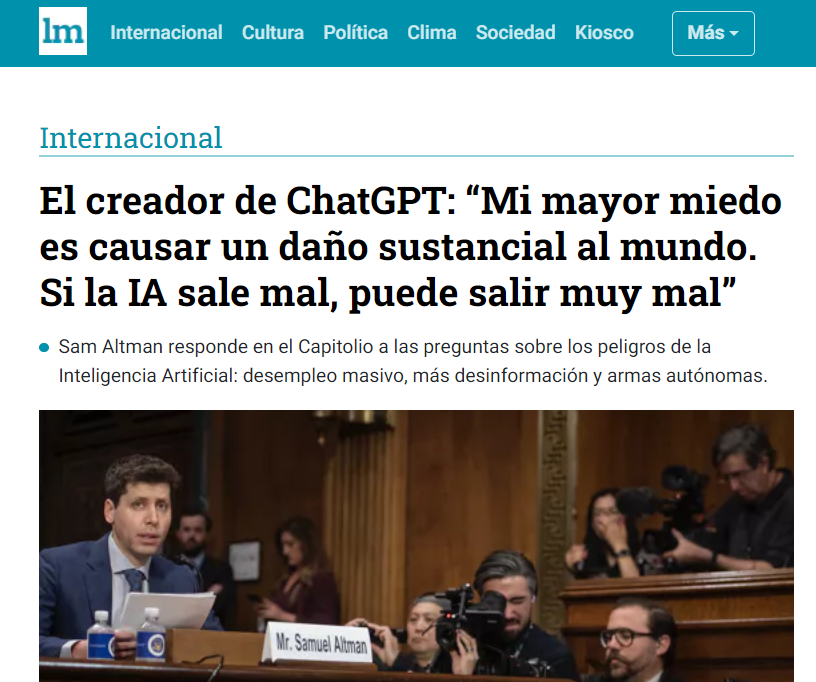 lm
Internacional Cultura Política Clima Sociedad Kiosco Más
Internacional
El creador de ChatGPT: “Mi mayor miedo
es causar un daño sustancial al mundo.
Si la IA sale mal, puede salir muy mal”
Sam Altman responde en el Capitolio a las preguntas sobre los peligros de la
Inteligencia Artificial: desempleo masivo, más desinformación y armas autónomas.
Mr. Samuel Altman